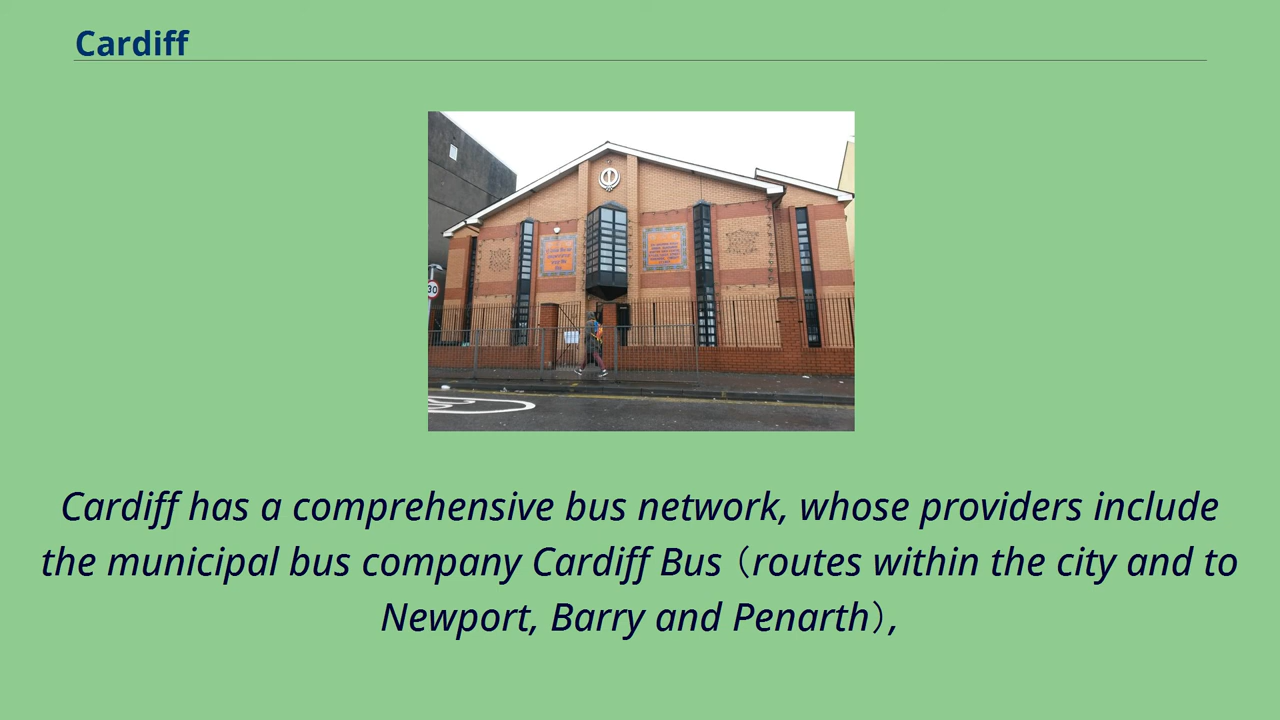 Cardiff
30
Cardiff has a comprehensive bus network, whose providers include
the municipal bus company Cardiff Bus (routes within the city and to
Newport, Barry and Penarth),